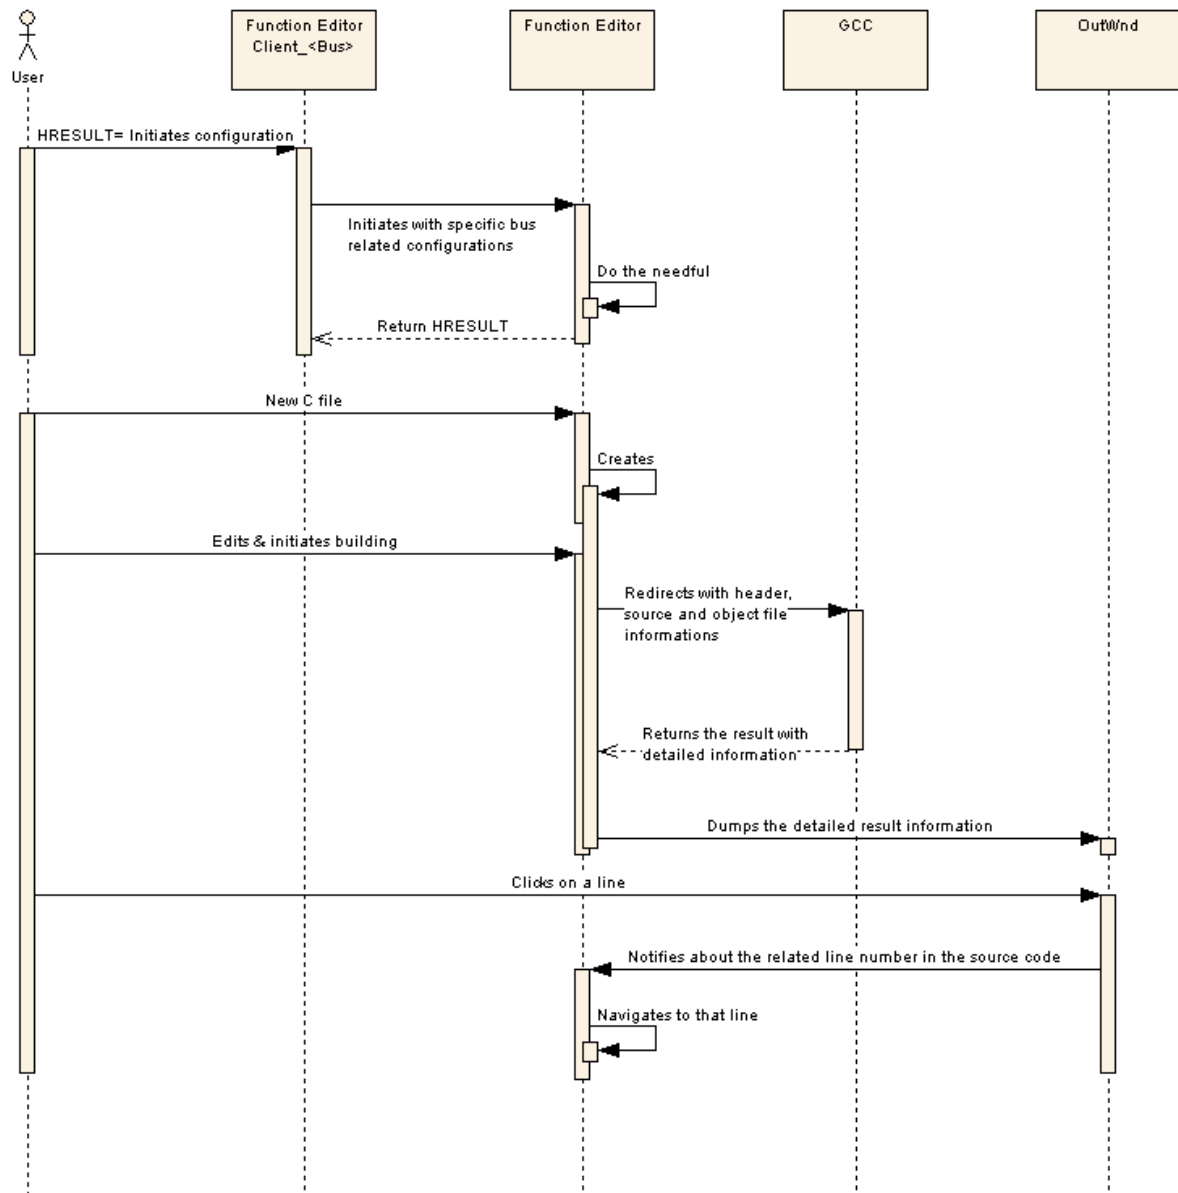 User
Function Editor
Client_<Bus>
Function Editor
GCC
OutWnd
HRESULT= Initiates configuration
Initiates with specific bus
related configurations
Do the needful
Return HRESULT
New C file
Creates
Edits & initiates building
Redirects with header,
source and object file
informations
Returns the result with
detailed information
Dumps the detailed result information
Clicks on a line
Notifies about the related line number in the source code
Navigates to that line